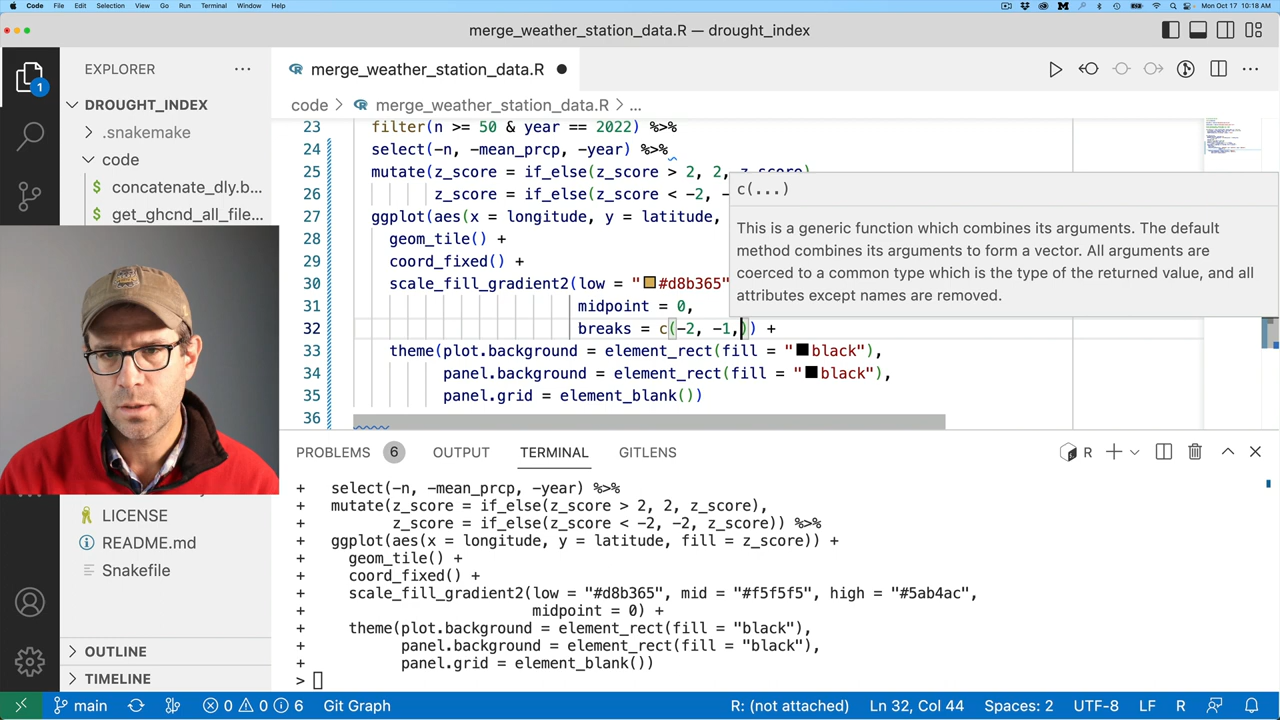 Code File Edit Selection View Go Run Terminal Window Help Mon Oct 17 10:18 AM
merge_weather_station_data.R — drought_index
EXPLORER
merge_weather_station_data.R
1
DROUGHT_INDEX
code > merge_weather_station_data.R > ...
.snakemake
code
concatenate_dly.b...
get_ghcnd_all_file...
23 filter(n >= 50 & year == 2022) %>%
24 select(-n, -mean_prcp, -year) %>%
25 mutate(z_score = if_else(z_score > 2, 2, z_score),
26 z_score = if_else(z_score < -2, -
27 ggplot(aes(x = longitude, y = latitude,
28 geom_tile() +
29 coord_fixed() +
30 scale_fill_gradient2(low = "#d8b365"
31 midpoint = 0,
32 breaks = c(-2, -1,)) +
33 theme(plot.background = element_rect(fill = "black"),
34 panel.background = element_rect(fill = "black"),
35 panel.grid = element_blank())
36
c(...)
This is a generic function which combines its arguments. The default
method combines its arguments to form a vector. All arguments are
coerced to a common type which is the type of the returned value, and all
attributes except names are removed.
LICENSE
README.md
Snakefile
OUTLINE
TIMELINE
PROBLEMS 6 OUTPUT TERMINAL GITLENS R
+ select(-n, -mean_prcp, -year) %>%
+ mutate(z_score = if_else(z_score > 2, 2, z_score),
+ z_score = if_else(z_score < -2, -2, z_score)) %>%
+ ggplot(aes(x = longitude, y = latitude, fill = z_score)) +
+ geom_tile() +
+ coord_fixed() +
+ scale_fill_gradient2(low = "#d8b365", mid = "#f5f5f5", high = "#5ab4ac",
+ midpoint = 0) +
+ theme(plot.background = element_rect(fill = "black"),
+ panel.background = element_rect(fill = "black"),
+ panel.grid = element_blank())
>
main 0 0 6 Git Graph R: (not attached) Ln 32, Col 44 Spaces: 2 UTF-8 LF R